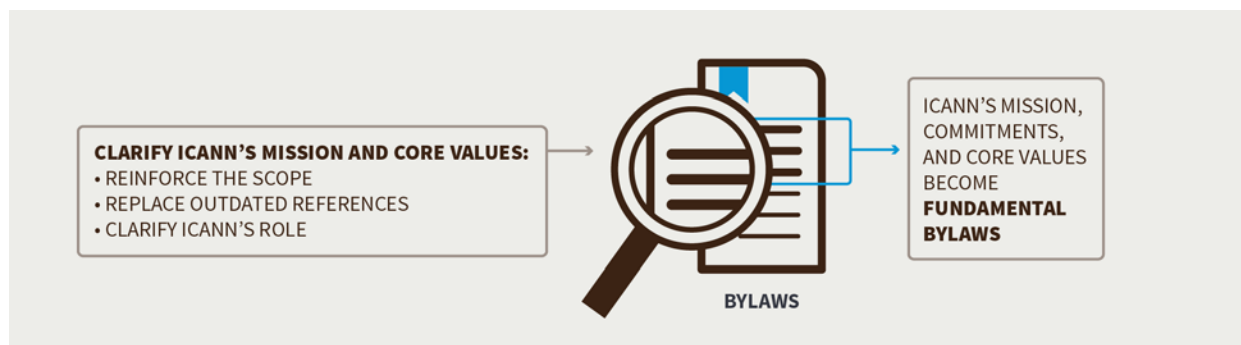 CLARIFY ICANN’S MISSION AND CORE VALUES:
• REINFORCE THE SCOPE
• REPLACE OUTDATED REFERENCES
• CLARIFY ICANN’S ROLE
BYLAWS
ICANN’S MISSION,
COMMITMENTS,
AND CORE VALUES
BECOME
FUNDAMENTAL
BYLAWS